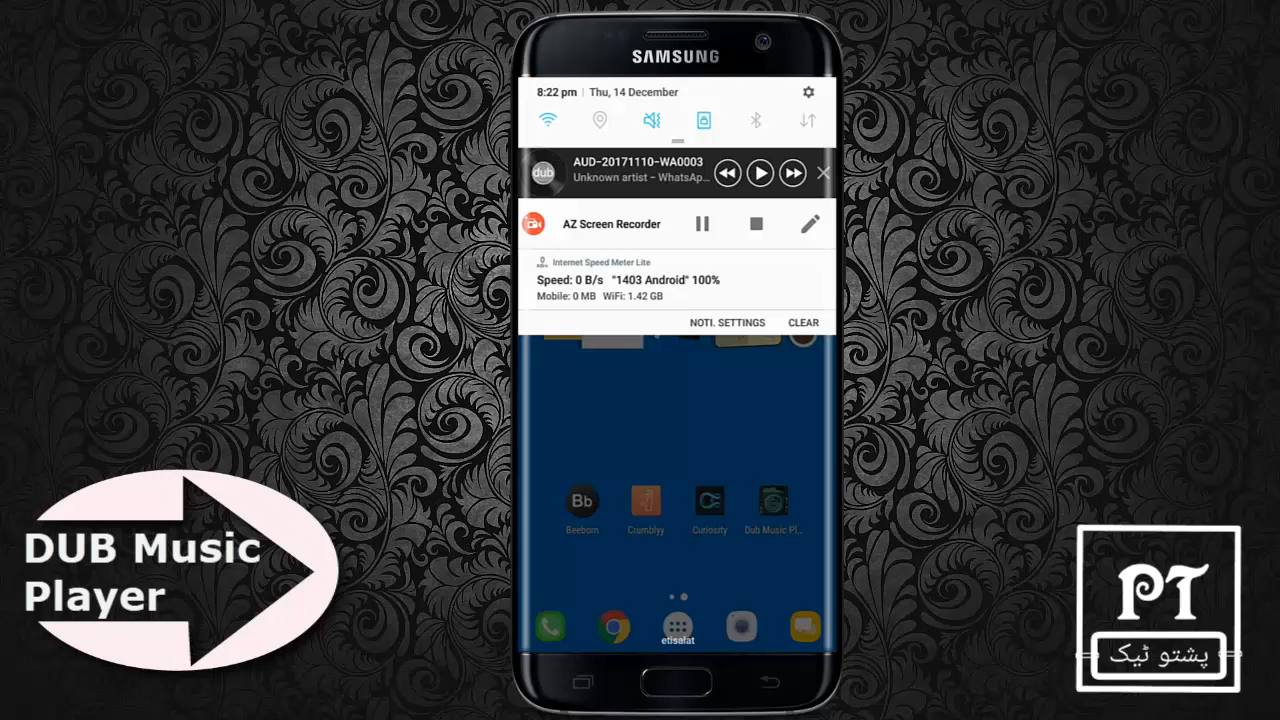 SAMSUNG
8:22 pm | Thu, 14 December
dub
AUD-20171110-WA0003
Unknown artist - WhatsAp...
AZ Screen Recorder
Internet Speed Meter Lite
Speed: 0 B/s "1403 Android" 100%
Mobile: 0 MB WiFi: 1.42 GB
NOTI. SETTINGS CLEAR
Bb
Beebom Crumblyy Curiosity Dub Music Pl...
etisalat
DUB Music
Player
PT
پشتو ٹیک